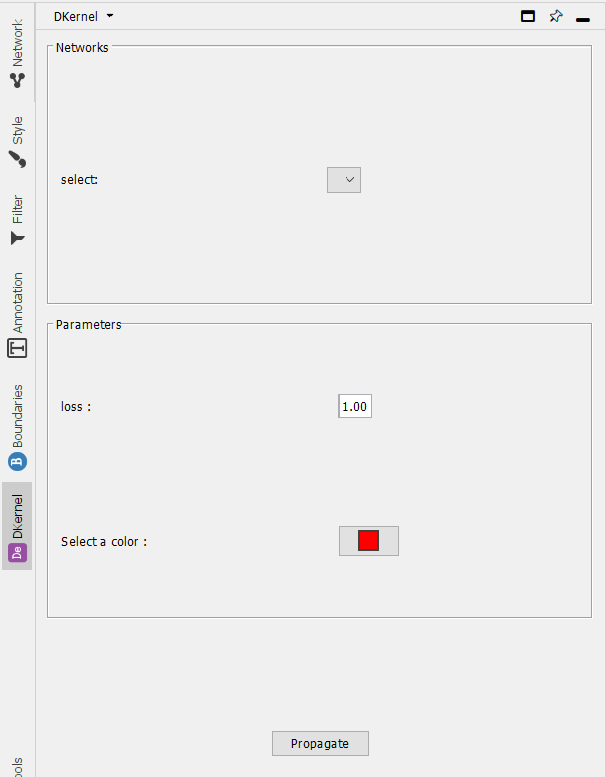 DKernel
Networks
select:
Parameters
loss :
1.00
Select a color :
Propagate
Network
Style
Filter
Annotation
T
Boundaries
B
DKernel
De
ools